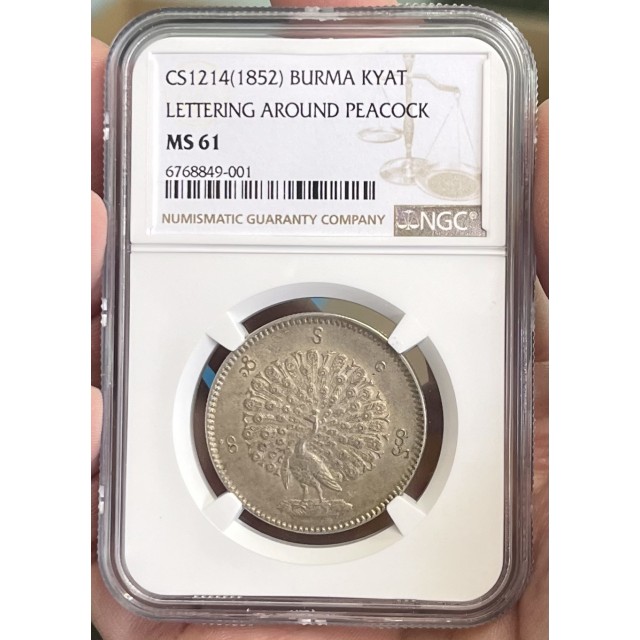 CS1214(1852) BURMA KYAT
LETTERING AROUND PEACOCK
MS 61
6768849-001
NUMISMATIC GUARANTY COMPANY
NGC®